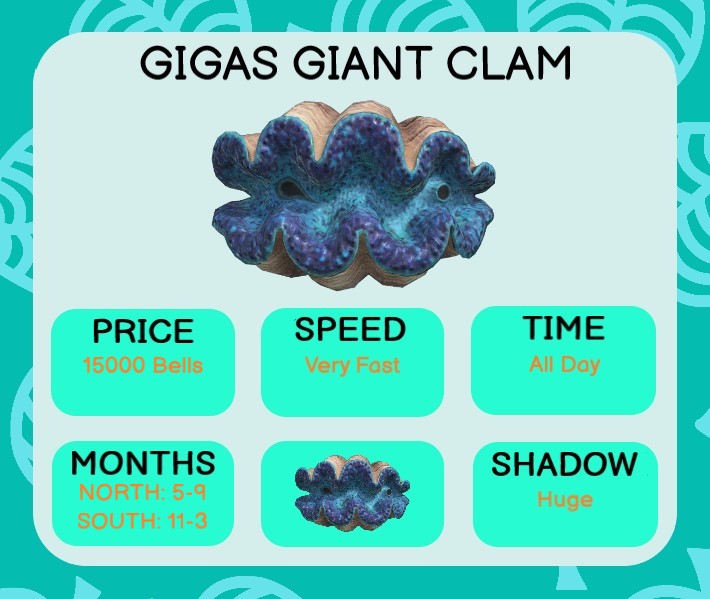 GIGAS GIANT CLAM
PRICE
15000 Bells
SPEED
Very Fast
TIME
All Day
MONTHS
NORTH: 5-9
SOUTH: 11-3
SHADOW
Huge